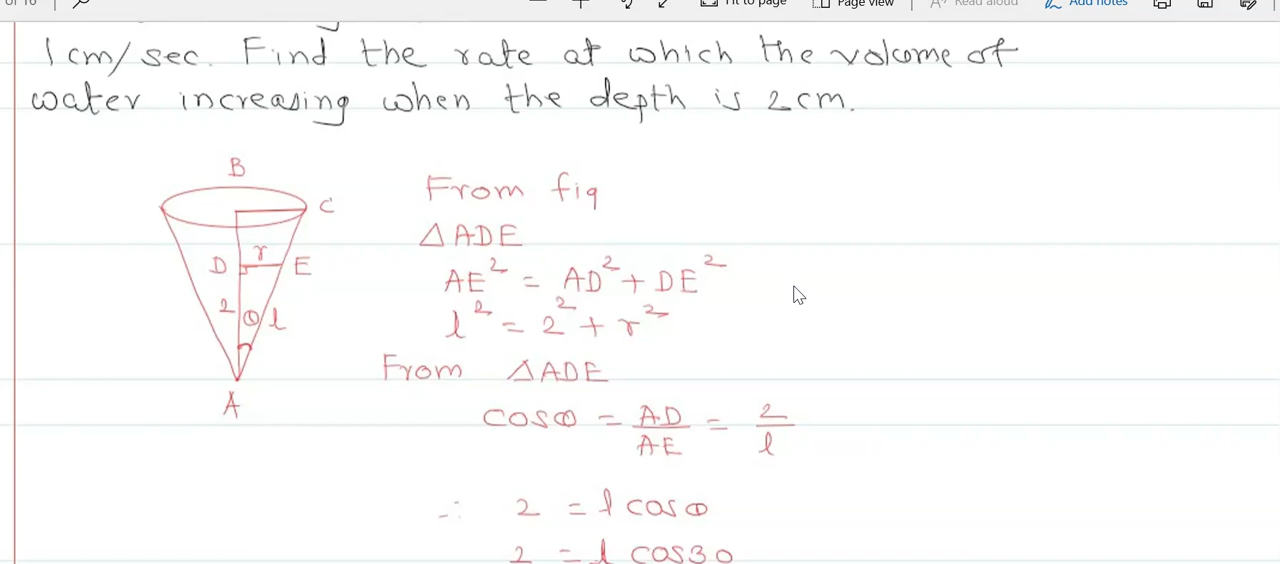 of 16
Fit to page
Page view
Read aloud
Add notes
1 cm/sec. Find the rate at which the volume of
water increasing when the depth is 2 cm.
B
C
D r E
2 θ l
A
From fig
△ ADE
AE² = AD² + DE²
l² = 2² + r²
From △ADE
cosθ = AD/AE = 2/l
∴ 2 = l cosθ
2 = l cos30